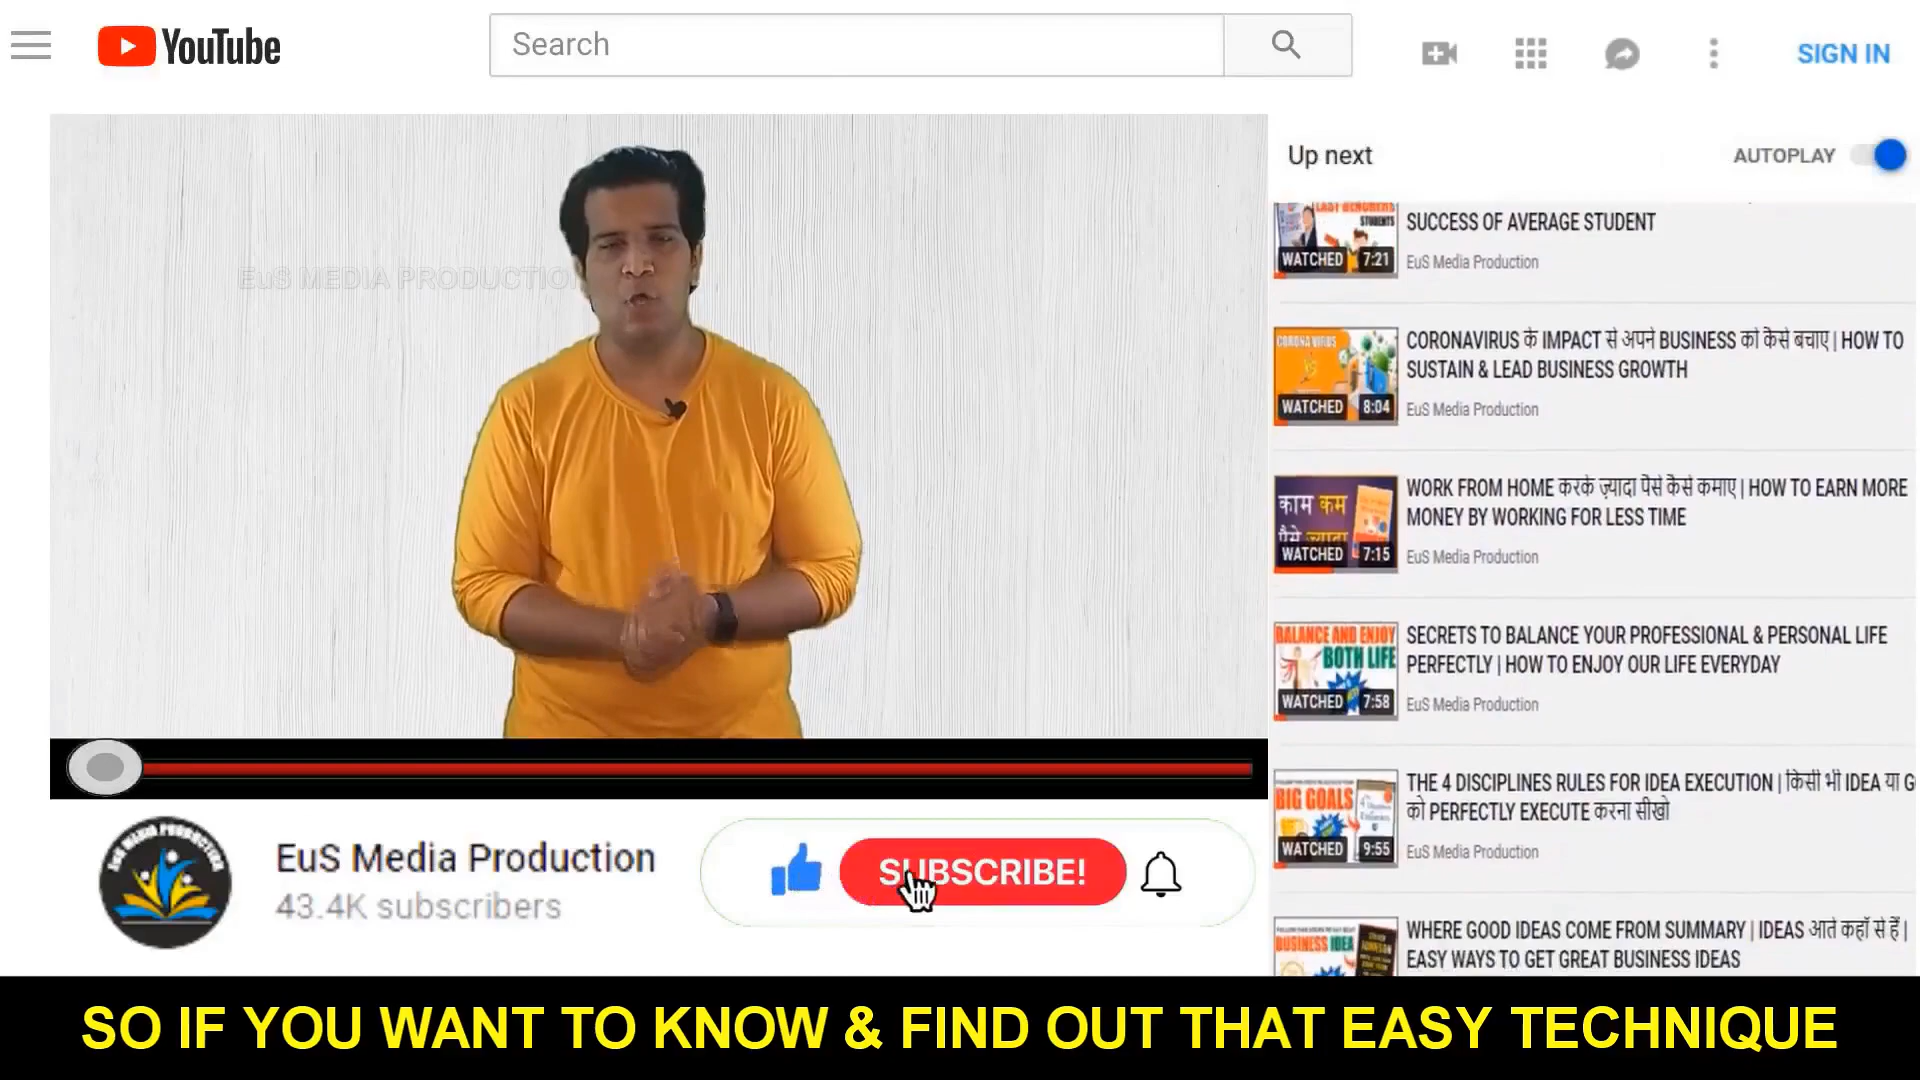 YouTube
Search
SIGN IN
EuS MEDIA PRODUCTIO
Up next
AUTOPLAY
LAST BENCHERS
STUDENTS
WATCHED 7:21
SUCCESS OF AVERAGE STUDENT
EuS Media Production
CORONA VIRUS
VS
WATCHED 8:04
CORONAVIRUS के IMPACT से अपने BUSINESS को कैसे बचाए | HOW TO
SUSTAIN & LEAD BUSINESS GROWTH
EuS Media Production
काम कम
पैसे ज्यादा
WATCHED 7:15
WORK FROM HOME करके ज़्यादा पैसे कैसे कमाए | HOW TO EARN MORE
MONEY BY WORKING FOR LESS TIME
EuS Media Production
BALANCE AND ENJOY
BOTH LIFE
WATCHED 7:58
SECRETS TO BALANCE YOUR PROFESSIONAL & PERSONAL LIFE
PERFECTLY | HOW TO ENJOY OUR LIFE EVERYDAY
EuS Media Production
BIG GOALS
WATCHED 9:55
THE 4 DISCIPLINES RULES FOR IDEA EXECUTION | किसी भी IDEA या G
को PERFECTLY EXECUTE करना सीखो
EuS Media Production
BUSINESS IDEA
WHERE GOOD IDEAS COME FROM SUMMARY | IDEAS आते कहाँ से हैं |
EASY WAYS TO GET GREAT BUSINESS IDEAS
EuS MEDIA PRODUCTION
EuS Media Production
43.4K subscribers
SUBSCRIBE!
SO IF YOU WANT TO KNOW & FIND OUT THAT EASY TECHNIQUE